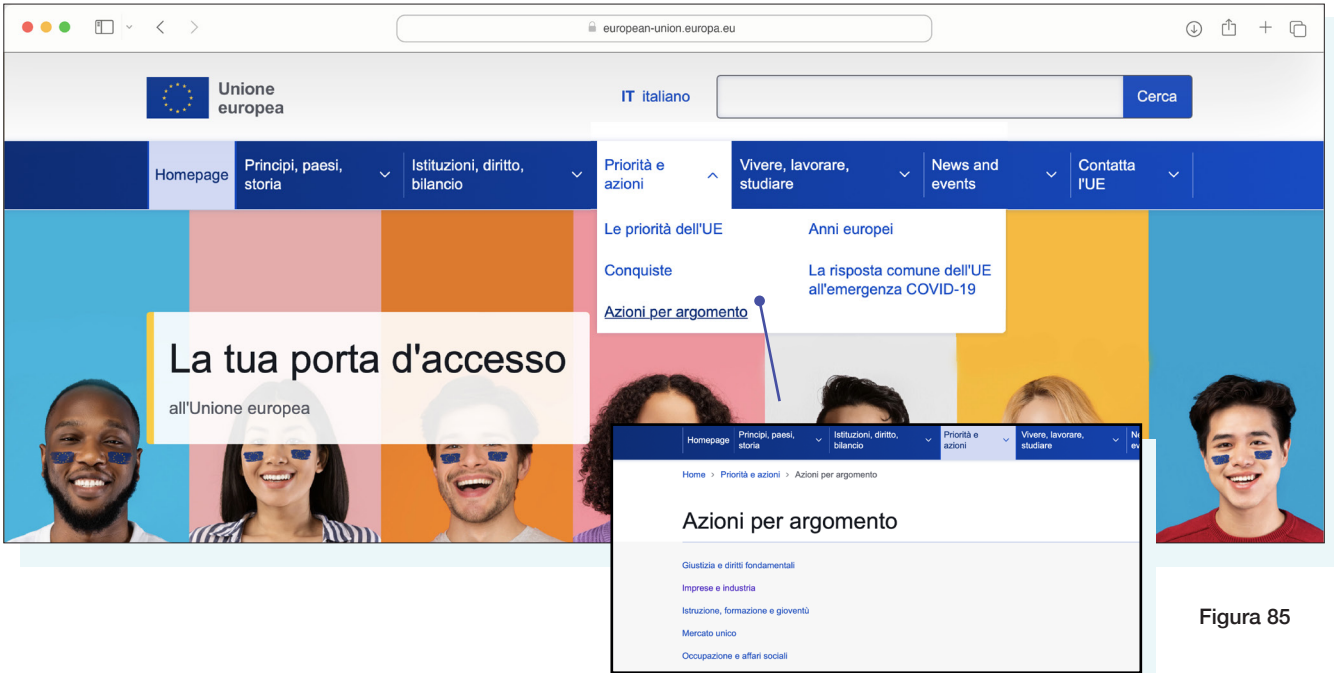 european-union.europa.eu
Unione
europea
IT italiano
Cerca
Homepage
Principi, paesi,
storia
Istituzioni, diritto,
bilancio
Priorità e
azioni
Vivere, lavorare,
studiare
News and
events
Contatta
l'UE
Le priorità dell'UE
Anni europei
Conquiste
La risposta comune dell'UE
all'emergenza COVID-19
Azioni per argomento
La tua porta d'accesso
all'Unione europea
Homepage
Principi, paesi,
storia
Istituzioni, diritto,
bilancio
Priorità e
azioni
Vivere, lavorare,
studiare
Home > Priorità e azioni > Azioni per argomento
Azioni per argomento
Giustizia e diritti fondamentali
Imprese e industria
Istruzione, formazione e gioventù
Mercato unico
Occupazione e affari sociali
Figura 85